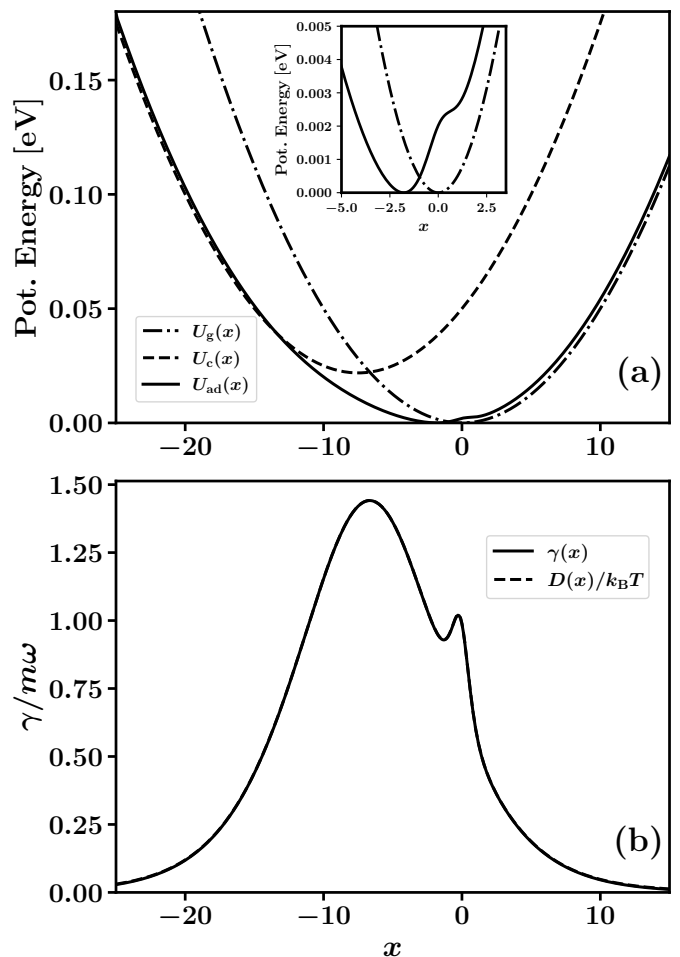 Pot. Energy [eV]
0.15
0.10
0.05
0.00
Pot. Energy [eV]
0.005
0.004
0.003
0.002
0.001
0.000
−5.0 −2.5 0.0 2.5
x
U_g(x)
U_c(x)
U_ad(x)
(a)
−20 −10 0 10
γ/mω
1.50
1.25
1.00
0.75
0.50
0.25
0.00
γ(x)
D(x)/k_BT
(b)
−20 −10 0 10
x